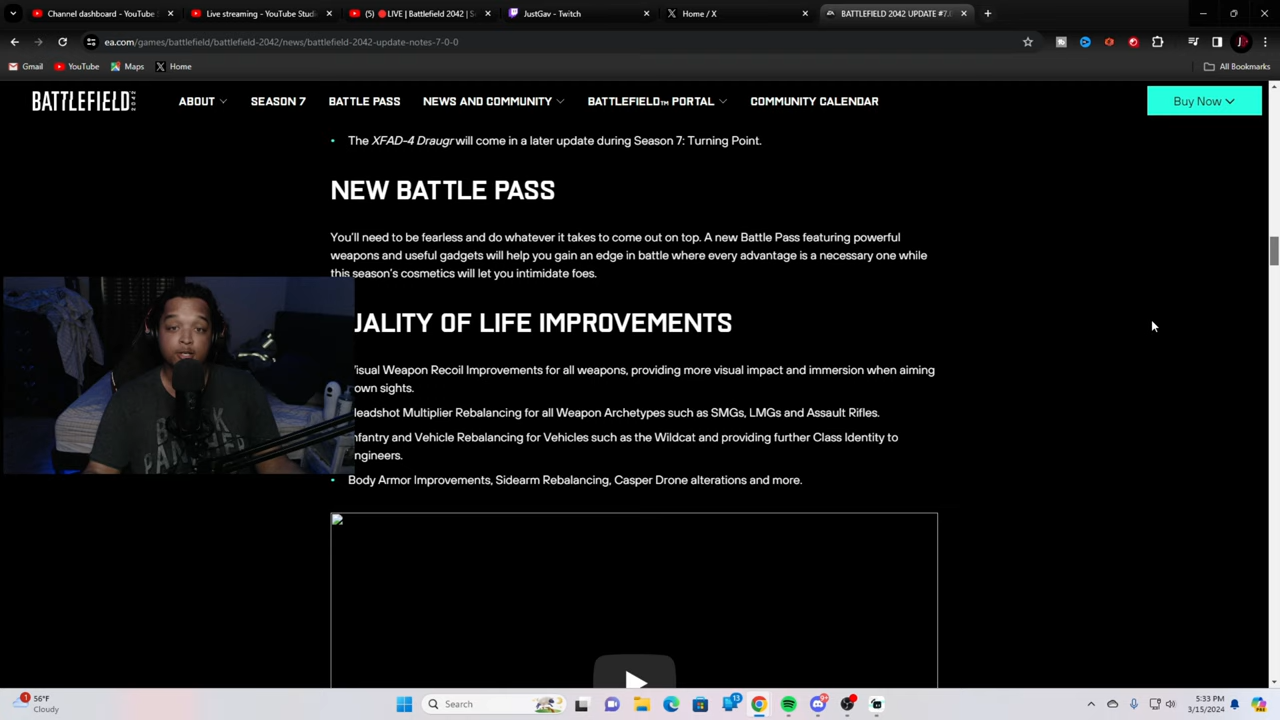 Channel dashboard - YouTube S
Live streaming - YouTube Studi
(5) 🔴LIVE | Battlefield 2042 | S
JustGav - Twitch
Home / X
BATTLEFIELD 2042 UPDATE #7.
ea.com/games/battlefield/battlefield-2042/news/battlefield-2042-update-notes-7-0-0
Gmail
YouTube
Maps
Home
All Bookmarks
BATTLEFIELD 2042
ABOUT
SEASON 7
BATTLE PASS
NEWS AND COMMUNITY
BATTLEFIELD™ PORTAL
COMMUNITY CALENDAR
Buy Now
• The XFAD-4 Draugr will come in a later update during Season 7: Turning Point.
NEW BATTLE PASS
You'll need to be fearless and do whatever it takes to come out on top. A new Battle Pass featuring powerful
weapons and useful gadgets will help you gain an edge in battle where every advantage is a necessary one while
this season's cosmetics will let you intimidate foes.
UALITY OF LIFE IMPROVEMENTS
Visual Weapon Recoil Improvements for all weapons, providing more visual impact and immersion when aiming
own sights.
Headshot Multiplier Rebalancing for all Weapon Archetypes such as SMGs, LMGs and Assault Rifles.
Infantry and Vehicle Rebalancing for Vehicles such as the Wildcat and providing further Class Identity to
ngineers.
• Body Armor Improvements, Sidearm Rebalancing, Casper Drone alterations and more.
1
56°F
Cloudy
Search
13
9+
5:33 PM
3/15/2024